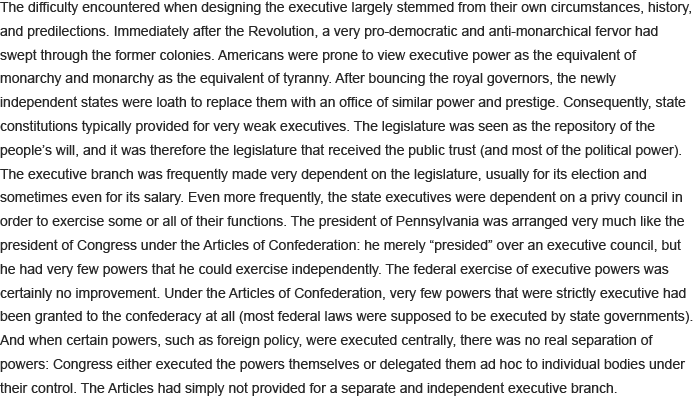 The difficulty encountered when designing the executive largely stemmed from their own circumstances, history,
and predilections. Immediately after the Revolution, a very pro-democratic and anti-monarchical fervor had
swept through the former colonies. Americans were prone to view executive power as the equivalent of
monarchy and monarchy as the equivalent of tyranny. After bouncing the royal governors, the newly
independent states were loath to replace them with an office of similar power and prestige. Consequently, state
constitutions typically provided for very weak executives. The legislature was seen as the repository of the
people’s will, and it was therefore the legislature that received the public trust (and most of the political power).
The executive branch was frequently made very dependent on the legislature, usually for its election and
sometimes even for its salary. Even more frequently, the state executives were dependent on a privy council in
order to exercise some or all of their functions. The president of Pennsylvania was arranged very much like the
president of Congress under the Articles of Confederation: he merely “presided” over an executive council, but
he had very few powers that he could exercise independently. The federal exercise of executive powers was
certainly no improvement. Under the Articles of Confederation, very few powers that were strictly executive had
been granted to the confederacy at all (most federal laws were supposed to be executed by state governments).
And when certain powers, such as foreign policy, were executed centrally, there was no real separation of
powers: Congress either executed the powers themselves or delegated them ad hoc to individual bodies under
their control. The Articles had simply not provided for a separate and independent executive branch.